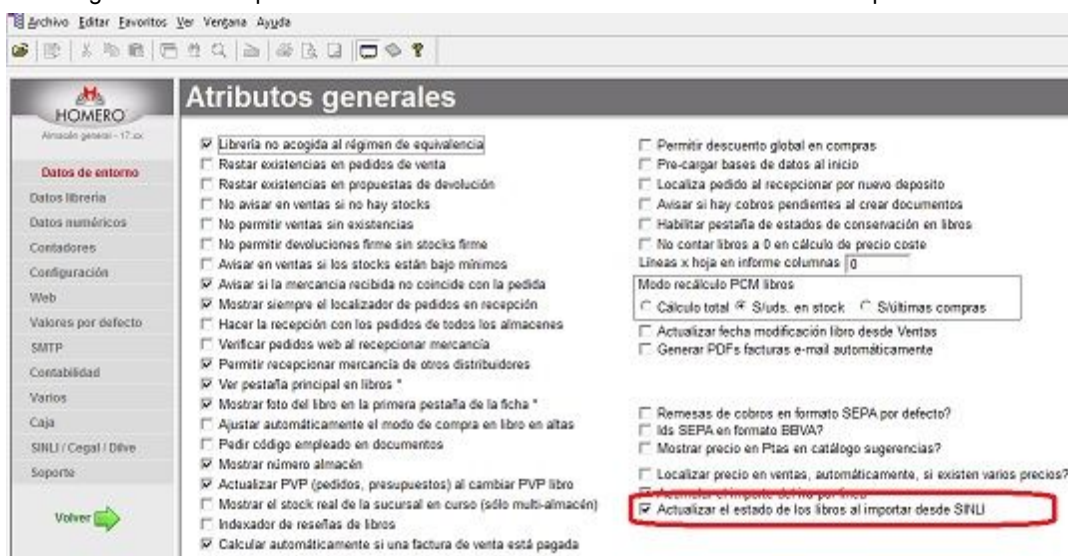 Archivo Editar Favoritos Ver Ventana Ayuda
HOMERO
Almacén general - 17.xx
Datos de entorno
Datos librería
Datos numéricos
Contadores
Configuración
Web
Valores por defecto
SMTP
Contabilidad
Varios
Caja
SINLI / Cegal / Dilve
Soporte
Volver
Atributos generales
Librería no acogida al régimen de equivalencia
Restar existencias en pedidos de venta
Restar existencias en propuestas de devolución
No avisar en ventas si no hay stocks
No permitir ventas sin existencias
No permitir devoluciones firme sin stocks firme
Avisar en ventas si los stocks están bajo mínimos
Avisar si la mercancia recibida no coincide con la pedida
Mostrar siempre el localizador de pedidos en recepción
Hacer la recepción con los pedidos de todos los almacenes
Verificar pedidos web al recepcionar mercancía
Permitir recepcionar mercancía de otros distribuidores
Ver pestaña principal en libros *
Mostrar foto del libro en la primera pestaña de la ficha *
Ajustar automáticamente el modo de compra en libro en altas
Pedir código empleado en documentos
Mostrar número almacén
Actualizar PVP (pedidos, presupuestos) al cambiar PVP libro
Mostrar el stock real de la sucursal en curso (sólo multi-almacén)
Indexador de reseñas de libros
Calcular automáticamente si una factura de venta está pagada
Permitir descuento global en compras
Pre-cargar bases de datos al inicio
Localiza pedido al recepcionar por nuevo deposito
Avisar si hay cobros pendientes al crear documentos
Habilitar pestaña de estados de conservación en libros
No contar libros a 0 en cálculo de precio coste
Líneas x hoja en informe columnas 0
Modo recálculo PCM libros
Cálculo total S/uds. en stock S/últimas compras
Actualizar fecha modificación libro desde Ventas
Generar PDFs facturas e-mail automáticamente
Remesas de cobros en formato SEPA por defecto?
Ids SEPA en formato BBVA?
Mostrar precio en Ptas en catálogo sugerencias?
Localizar precio en ventas, automáticamente, si existen varios precios?
Actualizar el estado de los libros al importar desde SINLI